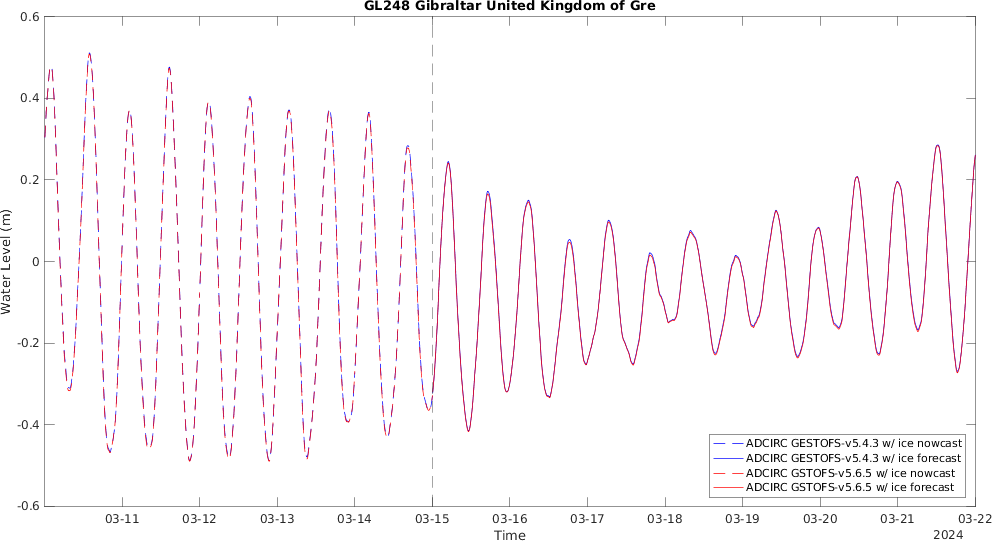 GL248 Gibraltar United Kingdom of Gre
0.6
0.4
0.2
0
-0.2
-0.4
-0.6
Water Level (m)
ADCIRC GESTOFS-v5.4.3 w/ ice nowcast
ADCIRC GESTOFS-v5.4.3 w/ ice forecast
ADCIRC GSTOFS-v5.6.5 w/ ice nowcast
ADCIRC GSTOFS-v5.6.5 w/ ice forecast
03-11 03-12 03-13 03-14 03-15 03-16 03-17 03-18 03-19 03-20 03-21 03-22
Time
2024